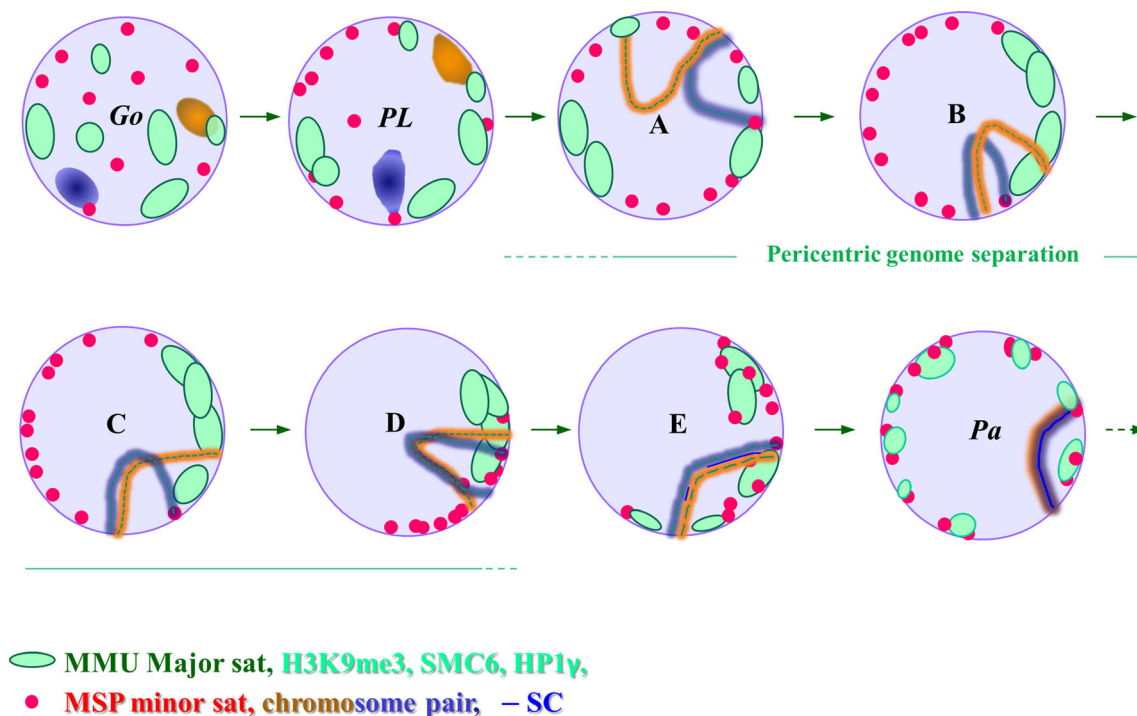 Go
PL
A
B
Pericentric genome separation
C
D
E
Pa
MMU Major sat, H3K9me3, SMC6, HP1γ,
MSP minor sat, chromosome pair, – SC